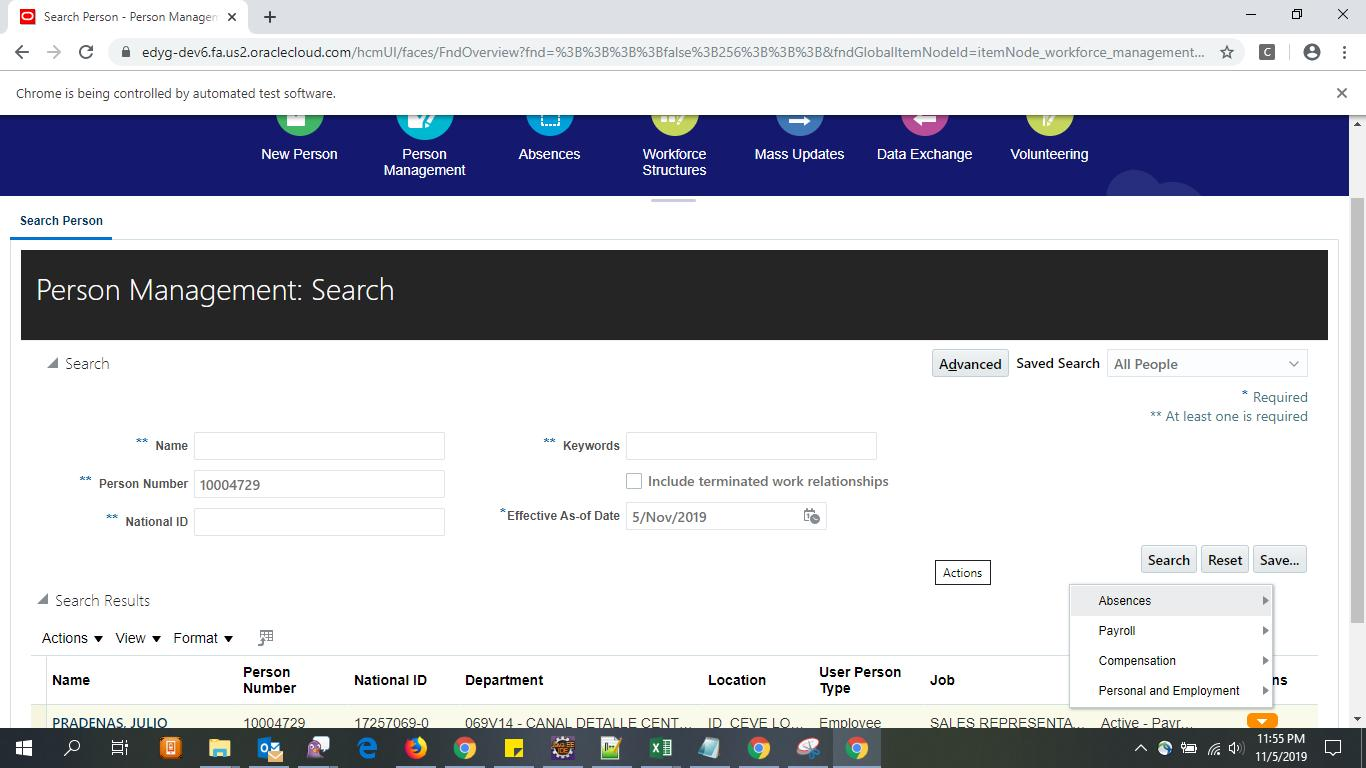 Search Person - Person Managem
edyg-dev6.fa.us2.oraclecloud.com/hcmUI/faces/FndOverview?fnd=%3B%3B%3B%3Bfalse%3B256%3B%3B%3B&fndGlobalItemNodeId=itemNode_workforce_management...
C
Chrome is being controlled by automated test software.
New Person
Person Management
Absences
Workforce Structures
Mass Updates
Data Exchange
Volunteering
Search Person
Person Management: Search
Search
Advanced Saved Search All People
* Required
** At least one is required
** Name
** Keywords
** Person Number 10004729
Include terminated work relationships
** National ID
*Effective As-of Date 5/Nov/2019
Search Reset Save...
Actions
Search Results
Absences
Payroll
Compensation
Personal and Employment
Actions View Format
Name Person Number National ID Department Location User Person Type Job ns
PRADENAS, JULIO 10004729 17257069-0 069V14 - CANAL DETALLE CENT... ID_CEVE LO... Employee SALES REPRESENTA... Active - Payr...
11:55 PM
11/5/2019